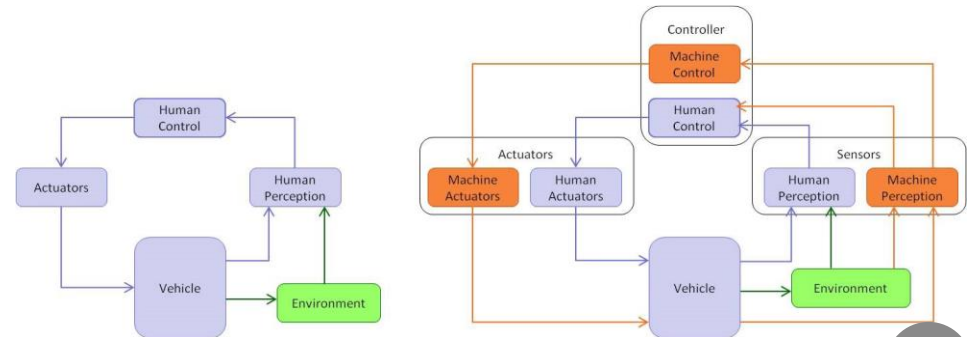 Human
Control
Actuators
Human
Perception
Vehicle
Environment
Controller
Machine
Control
Human
Control
Actuators
Machine
Actuators
Human
Actuators
Sensors
Human
Perception
Machine
Perception
Vehicle
Environment